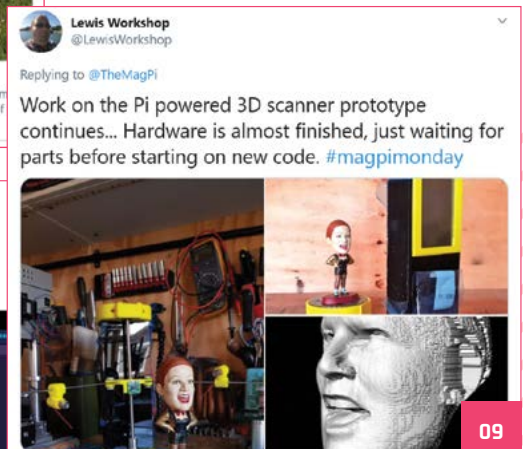 Lewis Workshop
@LewisWorkshop
Replying to @TheMagPi
Work on the Pi powered 3D scanner prototype
continues... Hardware is almost finished, just waiting for
parts before starting on new code. #magpimonday
09